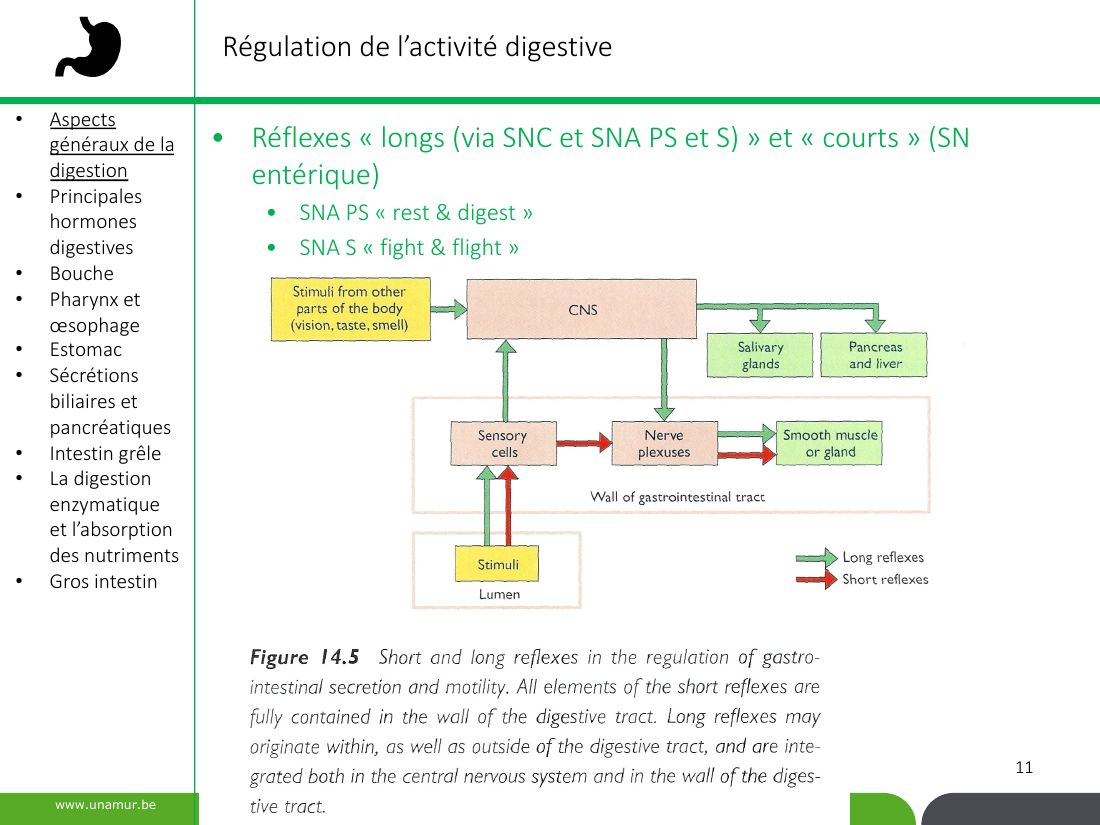 Régulation de l’activité digestive
• Aspects
généraux de la
digestion
• Principales
hormones
digestives
• Bouche
• Pharynx et
œsophage
• Estomac
• Sécrétions
biliaires et
pancréatiques
• Intestin grêle
• La digestion
enzymatique
et l’absorption
des nutriments
• Gros intestin
• Réflexes « longs (via SNC et SNA PS et S) » et « courts » (SN
entérique)
• SNA PS « rest & digest »
• SNA S « fight & flight »
Stimuli from other
parts of the body
(vision, taste, smell)
CNS
Salivary
glands
Pancreas
and liver
Sensory
cells
Nerve
plexuses
Smooth muscle
or gland
Wall of gastrointestinal tract
Stimuli
Lumen
Long reflexes
Short reflexes
Figure 14.5 Short and long reflexes in the regulation of gastro-
intestinal secretion and motility. All elements of the short reflexes are
fully contained in the wall of the digestive tract. Long reflexes may
originate within, as well as outside of the digestive tract, and are inte-
grated both in the central nervous system and in the wall of the diges-
tive tract.
11
www.unamur.be